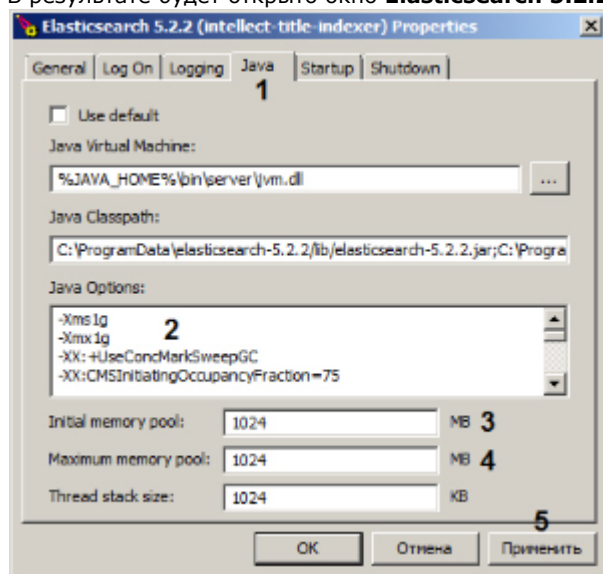 В результате будет открыто окно Elasticsearch 5.2.2
Elasticsearch 5.2.2 (intellect-title-indexer) Properties
General Log On Logging Java Startup Shutdown
1
Use default
Java Virtual Machine:
%JAVA_HOME%\bin\server\jvm.dll ...
Java Classpath:
C:\ProgramData\elasticsearch-5.2.2/lib/elasticsearch-5.2.2.jar;C:\Progra
Java Options:
-Xms1g
-Xmx1g 2
-XX:+UseConcMarkSweepGC
-XX:CMSInitiatingOccupancyFraction=75
Initial memory pool: 1024 MB 3
Maximum memory pool: 1024 MB 4
Thread stack size: 1024 KB
5
OK Отмена Применить